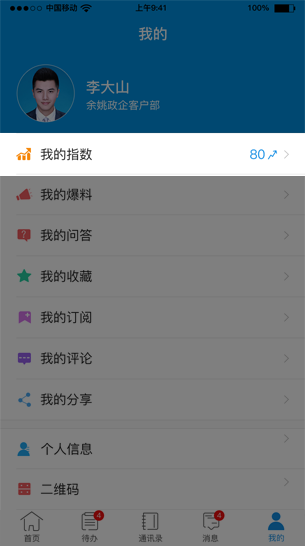 中国移动 上午9:41 100%
我的
李大山
余姚政企客户部
我的指数 80
我的爆料
我的问答
我的收藏
我的订阅
我的评论
我的分享
个人信息
二维码
4 4
首页 待办 通讯录 消息 我的